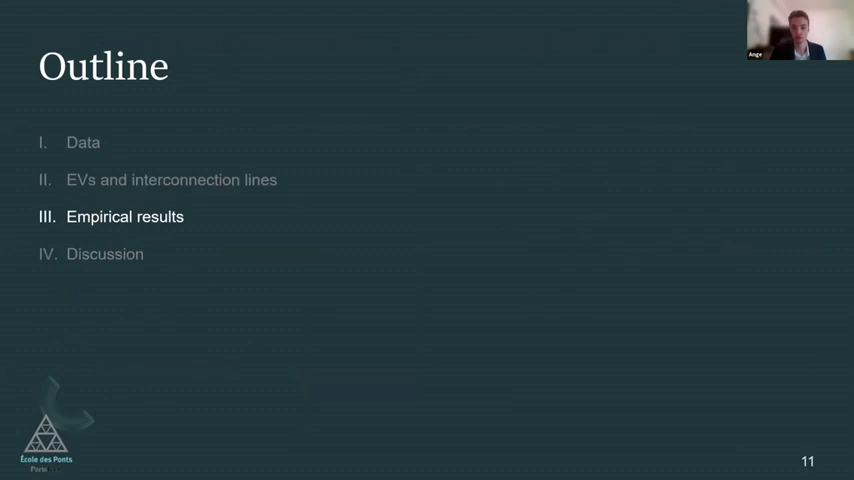 Outline
Ange
I. Data
II. EVs and interconnection lines
III. Empirical results
IV. Discussion
École des Ponts
11